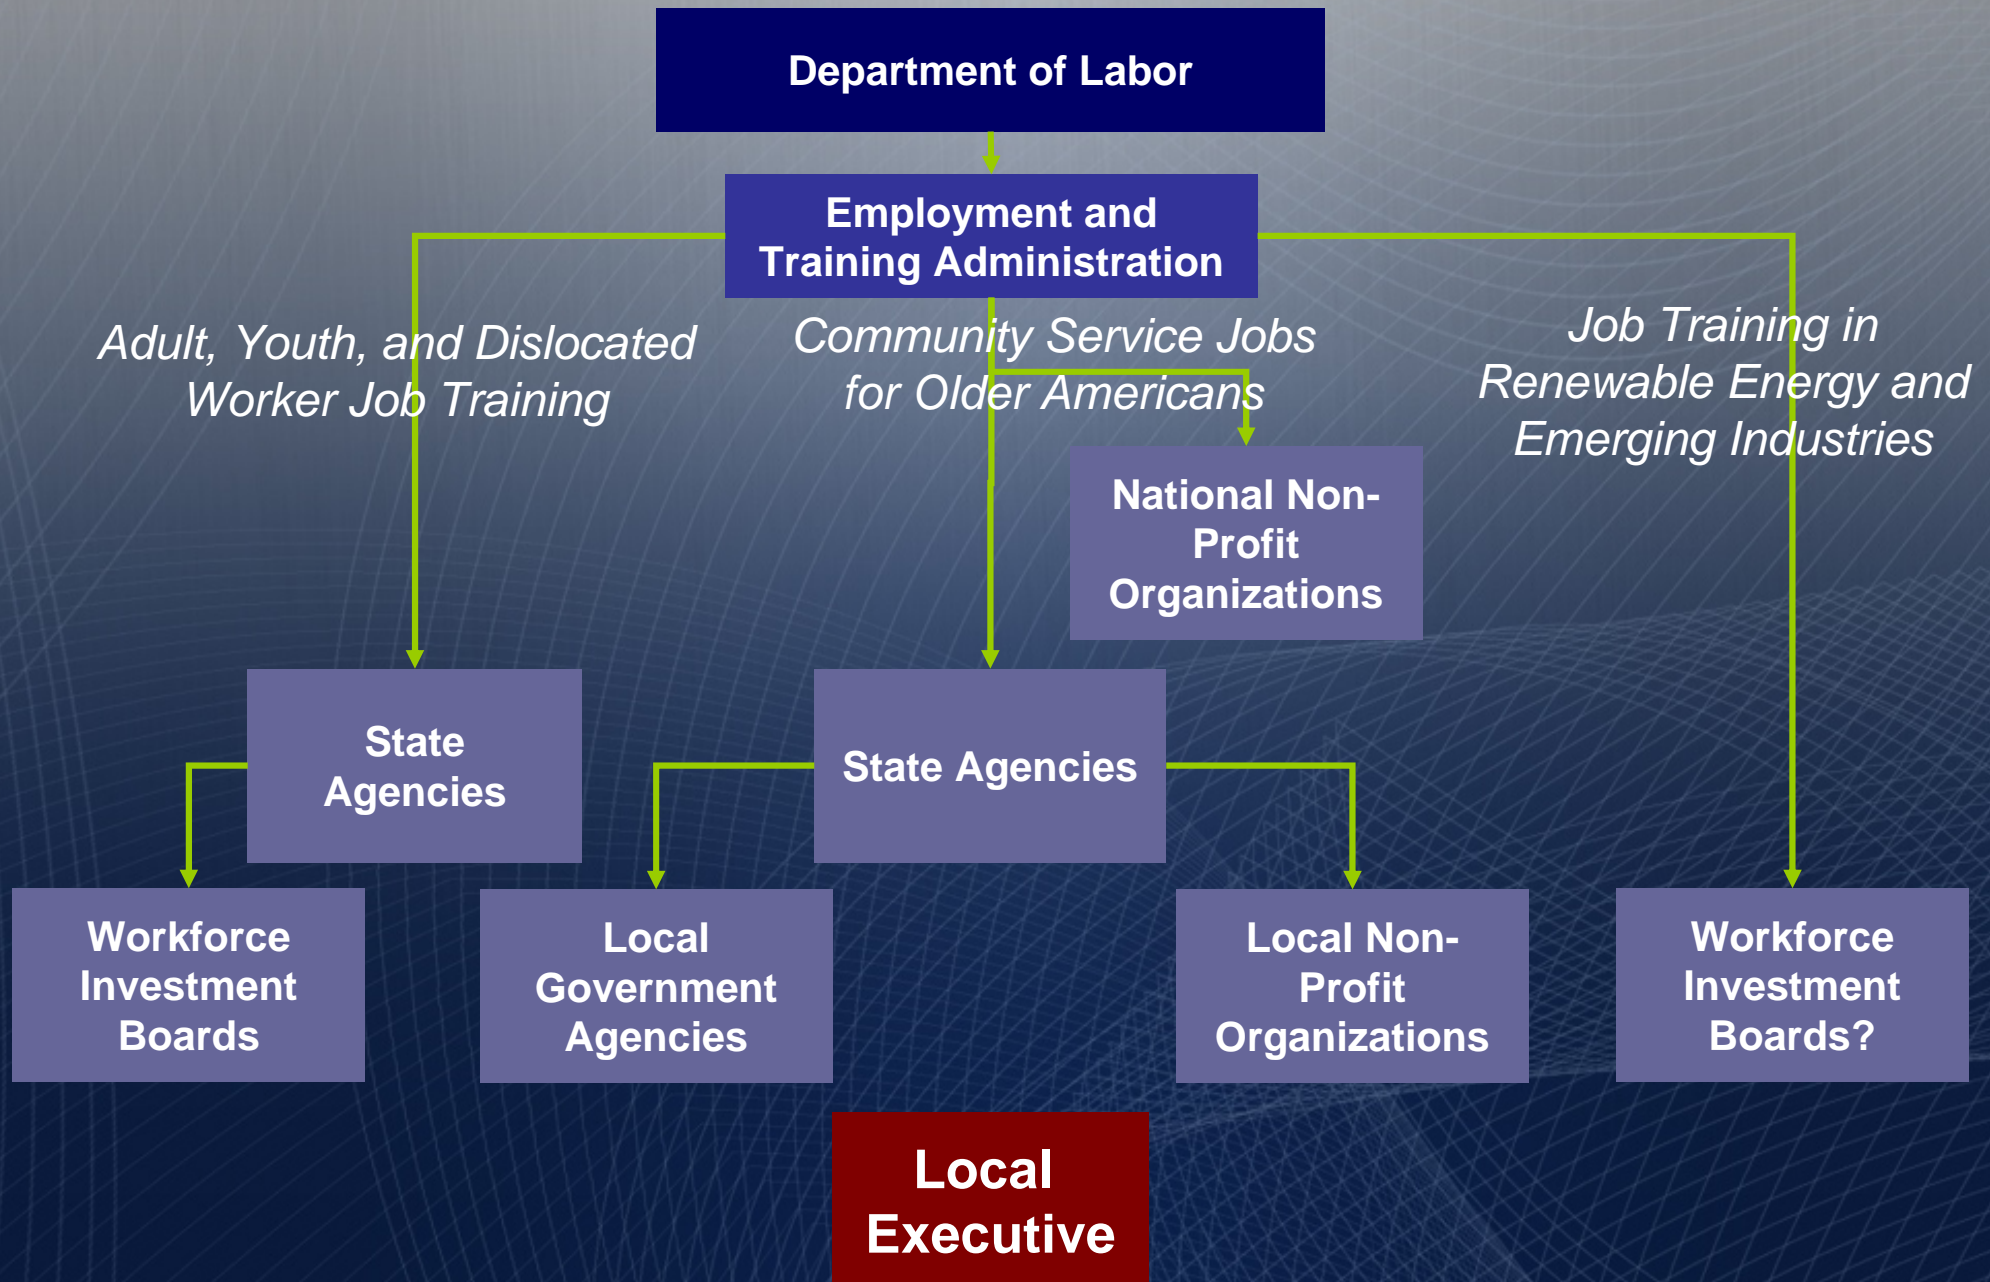 Department of Labor
Employment and
Training Administration
Adult, Youth, and Dislocated
Worker Job Training
Community Service Jobs
for Older Americans
Job Training in
Renewable Energy and
Emerging Industries
National Non-
Profit
Organizations
State
Agencies
State Agencies
Workforce
Investment
Boards
Local
Government
Agencies
Local Non-
Profit
Organizations
Workforce
Investment
Boards?
Local
Executive